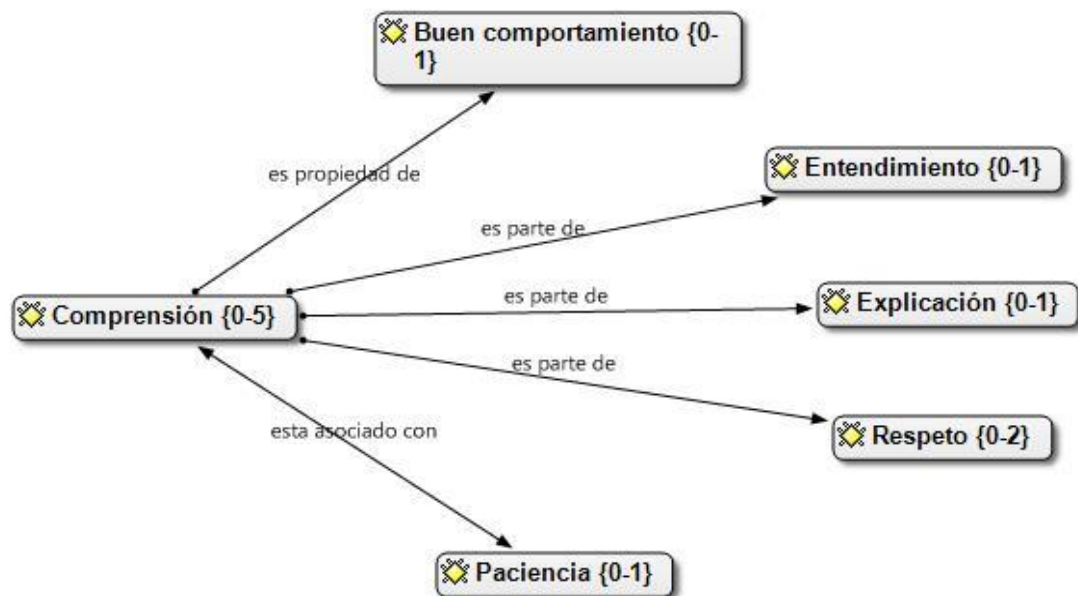 Buen comportamiento {0-
1}
es propiedad de
Entendimiento {0-1}
es parte de
Comprensión {0-5}
es parte de
Explicación {0-1}
es parte de
Respeto {0-2}
esta asociado con
Paciencia {0-1}